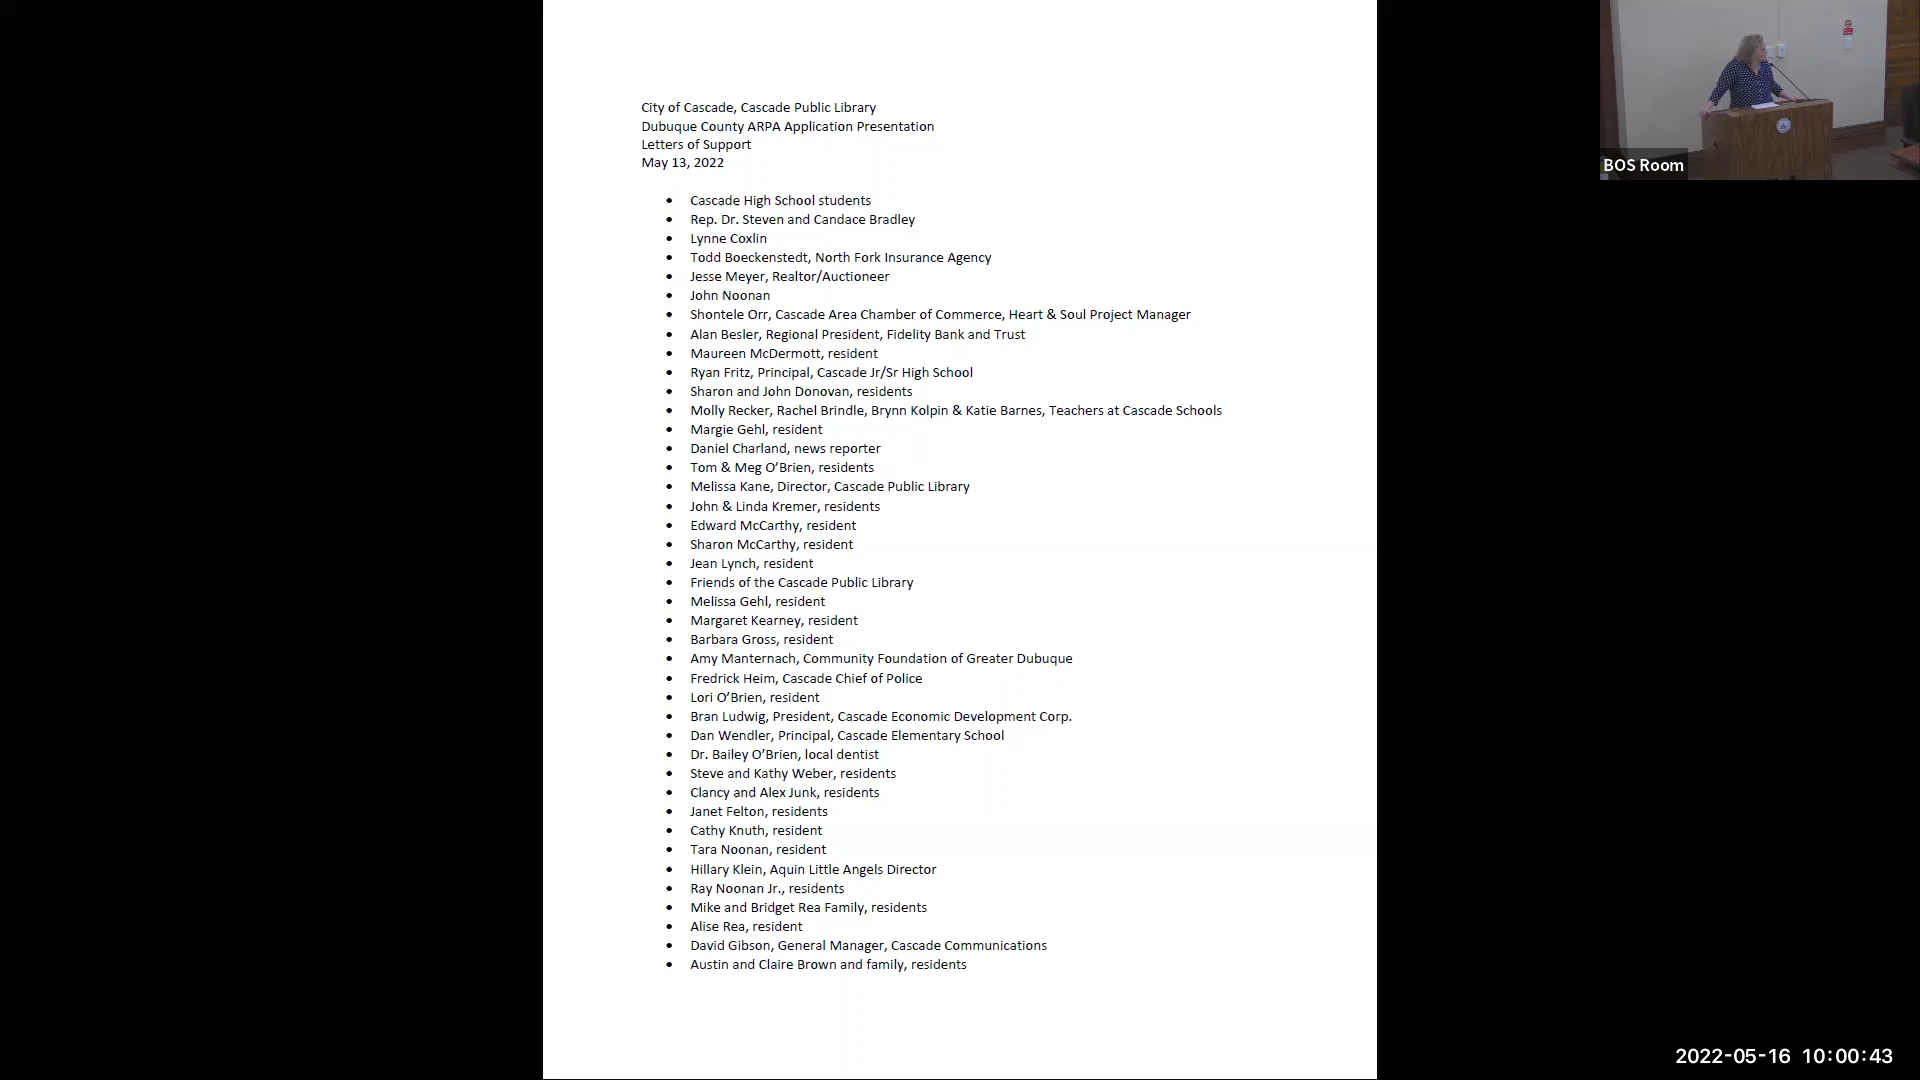 City of Cascade, Cascade Public Library
Dubuque County ARPA Application Presentation
Letters of Support
May 13, 2022
• Cascade High School students
• Rep. Dr. Steven and Candace Bradley
• Lynne Coxlin
• Todd Boeckenstedt, North Fork Insurance Agency
• Jesse Meyer, Realtor/Auctioneer
• John Noonan
• Shontele Orr, Cascade Area Chamber of Commerce, Heart & Soul Project Manager
• Alan Besler, Regional President, Fidelity Bank and Trust
• Maureen McDermott, resident
• Ryan Fritz, Principal, Cascade Jr/Sr High School
• Sharon and John Donovan, residents
• Molly Recker, Rachel Brindle, Brynn Kolpin & Katie Barnes, Teachers at Cascade Schools
• Margie Gehl, resident
• Daniel Charland, news reporter
• Tom & Meg O’Brien, residents
• Melissa Kane, Director, Cascade Public Library
• John & Linda Kremer, residents
• Edward McCarthy, resident
• Sharon McCarthy, resident
• Jean Lynch, resident
• Friends of the Cascade Public Library
• Melissa Gehl, resident
• Margaret Kearney, resident
• Barbara Gross, resident
• Amy Manternach, Community Foundation of Greater Dubuque
• Fredrick Heim, Cascade Chief of Police
• Lori O’Brien, resident
• Bran Ludwig, President, Cascade Economic Development Corp.
• Dan Wendler, Principal, Cascade Elementary School
• Dr. Bailey O’Brien, local dentist
• Steve and Kathy Weber, residents
• Clancy and Alex Junk, residents
• Janet Felton, residents
• Cathy Knuth, resident
• Tara Noonan, resident
• Hillary Klein, Aquin Little Angels Director
• Ray Noonan Jr., residents
• Mike and Bridget Rea Family, residents
• Alise Rea, resident
• David Gibson, General Manager, Cascade Communications
• Austin and Claire Brown and family, residents
BOS Room
2022-05-16 10:00:43